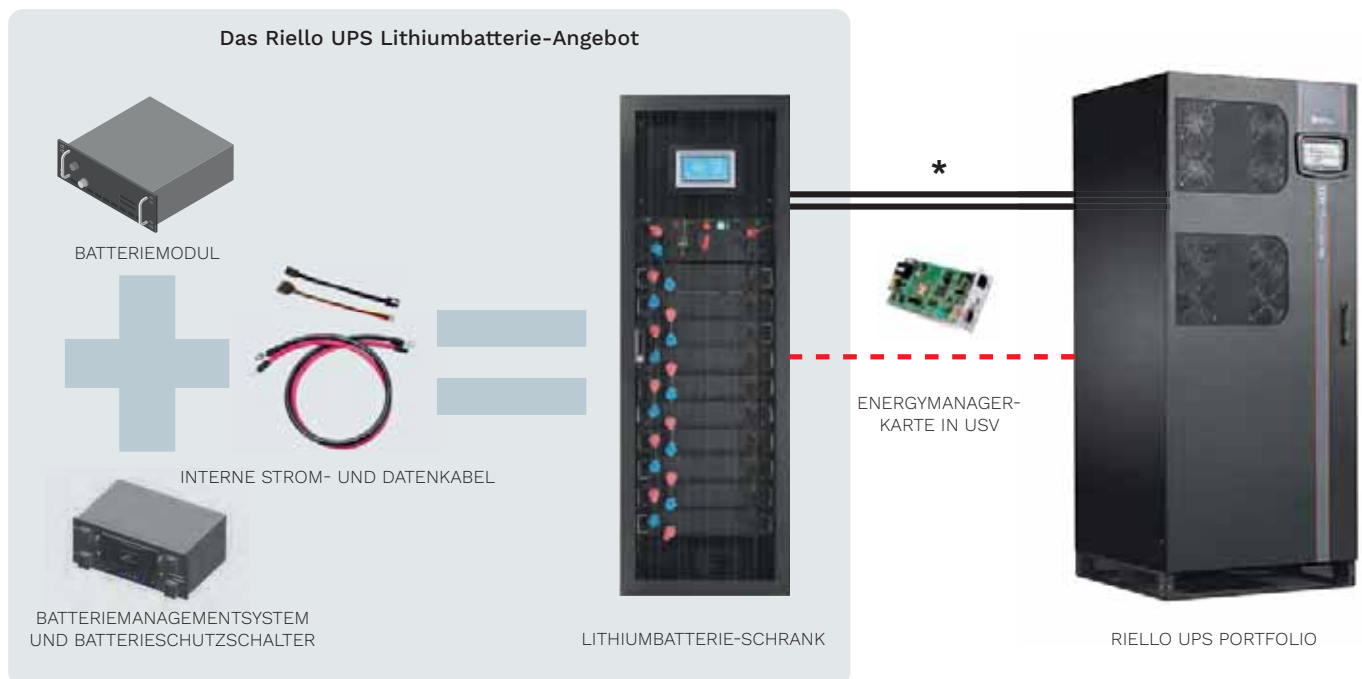 Das Riello UPS Lithiumbatterie-Angebot
BATTERIEMODUL
INTERNE STROM- UND DATENKABEL
BATTERIEMANAGEMENTSYSTEM
UND BATTERIESCHUTZSCHALTER
LITHIUMBATTERIE-SCHRANK
*
ENERGYMANAGER-
KARTE IN USV
RIELLO UPS PORTFOLIO